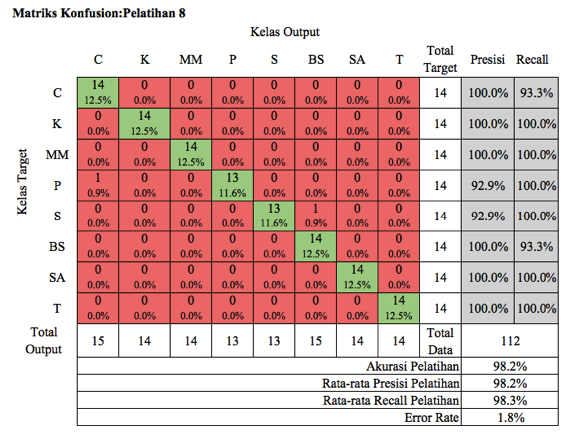 Matriks Konfusion:Pelatihan 8
Kelas Output
C K MM P S BS SA T Total Target Presisi Recall
Kelas Target
C 14 0 0 0 0 0 0 0 14 100.0% 93.3%
12.5% 0.0% 0.0% 0.0% 0.0% 0.0% 0.0% 0.0%
K 0 14 0 0 0 0 0 0 14 100.0% 100.0%
0.0% 12.5% 0.0% 0.0% 0.0% 0.0% 0.0% 0.0%
MM 0 0 14 0 0 0 0 0 14 100.0% 100.0%
0.0% 0.0% 12.5% 0.0% 0.0% 0.0% 0.0% 0.0%
P 1 0 0 13 0 0 0 0 14 92.9% 100.0%
0.9% 0.0% 0.0% 11.6% 0.0% 0.0% 0.0% 0.0%
S 0 0 0 0 13 1 0 0 14 92.9% 100.0%
0.0% 0.0% 0.0% 0.0% 11.6% 0.9% 0.0% 0.0%
BS 0 0 0 0 0 14 0 0 14 100.0% 93.3%
0.0% 0.0% 0.0% 0.0% 0.0% 12.5% 0.0% 0.0%
SA 0 0 0 0 0 0 14 0 14 100.0% 100.0%
0.0% 0.0% 0.0% 0.0% 0.0% 0.0% 12.5% 0.0%
T 0 0 0 0 0 0 0 14 14 100.0% 100.0%
0.0% 0.0% 0.0% 0.0% 0.0% 0.0% 0.0% 12.5%
Total Output 15 14 14 13 13 15 14 14 Total Data 112
Akurasi Pelatihan 98.2%
Rata-rata Presisi Pelatihan 98.2%
Rata-rata Recall Pelatihan 98.3%
Error Rate 1.8%